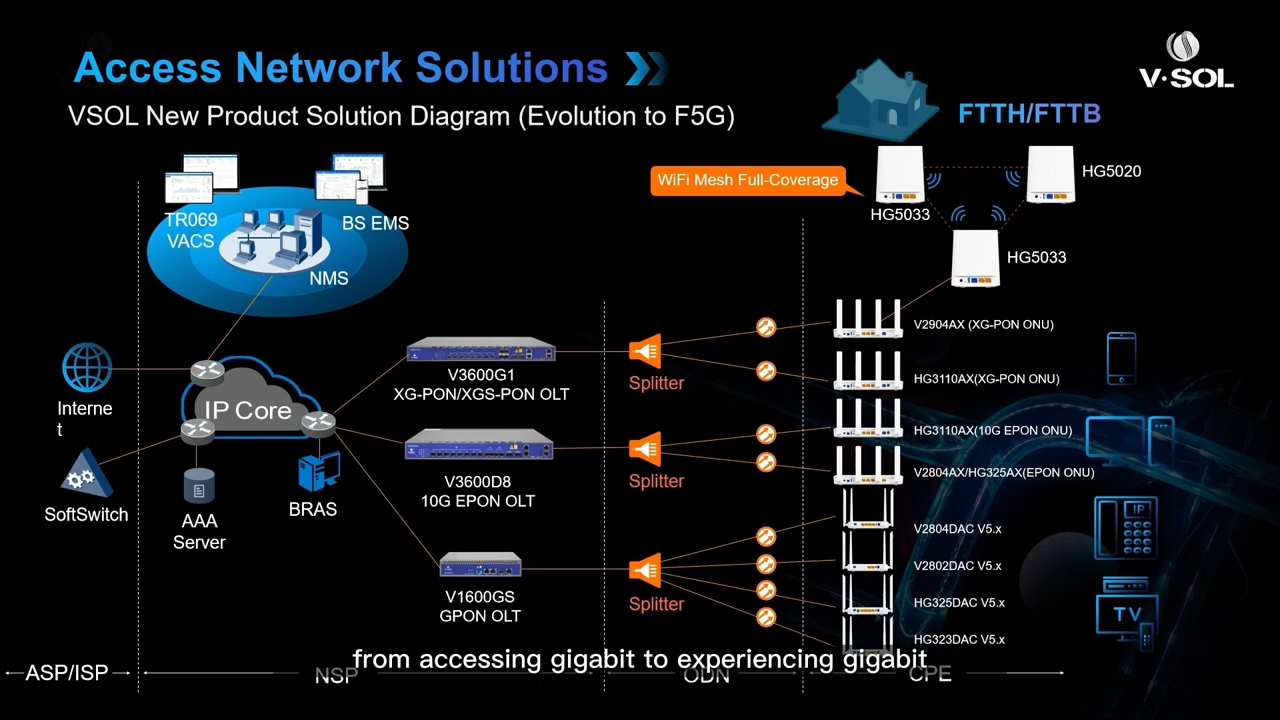 Access Network Solutions
V·SOL
VSOL New Product Solution Diagram (Evolution to F5G)
FTTH/FTTB
WiFi Mesh Full-Coverage
HG5033
HG5020
HG5033
TR069
VACS
BS EMS
NMS
Interne
t
SoftSwitch
IP Core
AAA
Server
BRAS
V3600G1
XG-PON/XGS-PON OLT
V3600D8
10G EPON OLT
V1600GS
GPON OLT
Splitter
Splitter
Splitter
V2904AX (XG-PON ONU)
HG3110AX(XG-PON ONU)
HG3110AX(10G EPON ONU)
V2804AX/HG325AX(EPON ONU)
V2804DAC V5.x
V2802DAC V5.x
HG325DAC V5.x
HG323DAC V5.x
IP
TV
from accessing gigabit to experiencing gigabit
ASP/ISP
NSP
ODN
CPE